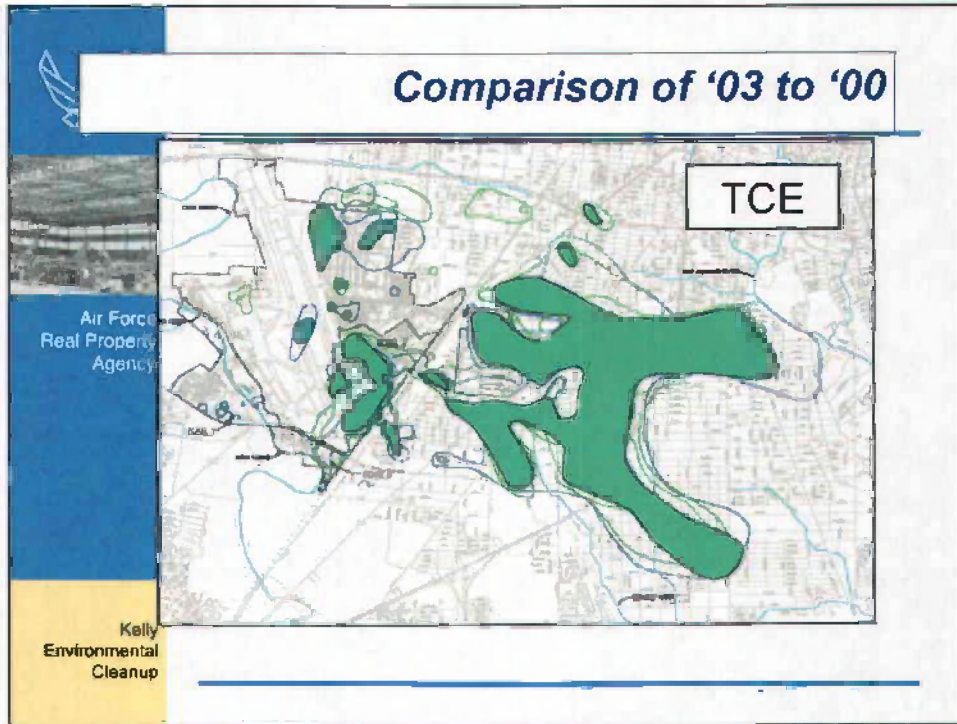 Comparison of ‘03 to ‘00
TCE
Air Force
Real Property
Agency
Kelly
Environmental
Cleanup